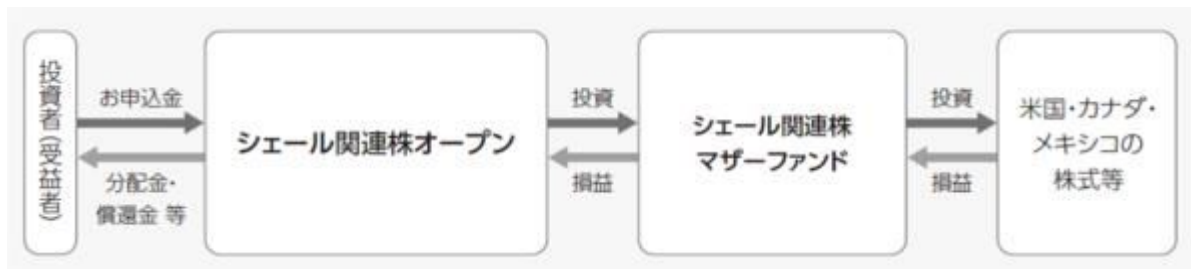 投資者(受益者)
お申込金
分配金・
償還金 等
シェール関連株オープン
投資
損益
シェール関連株
マザーファンド
投資
損益
米国・カナダ・
メキシコの
株式等